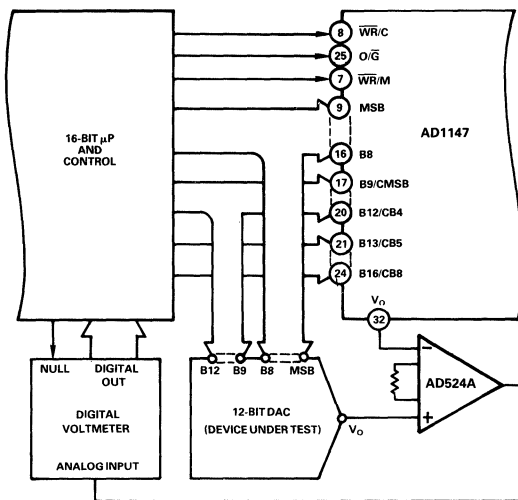 16-BIT μP
AND
CONTROL
8 W̅R̅/C
25 O/G̅
7 W̅R̅/M
9 MSB
AD1147
16 B8
17 B9/CMSB
20 B12/CB4
21 B13/CB5
24 B16/CB8
VO
32
NULL DIGITAL
OUT
DIGITAL
VOLTMETER
ANALOG INPUT
B12 B9 B8 MSB
12-BIT DAC
(DEVICE UNDER TEST)
VO
–
AD524A
+